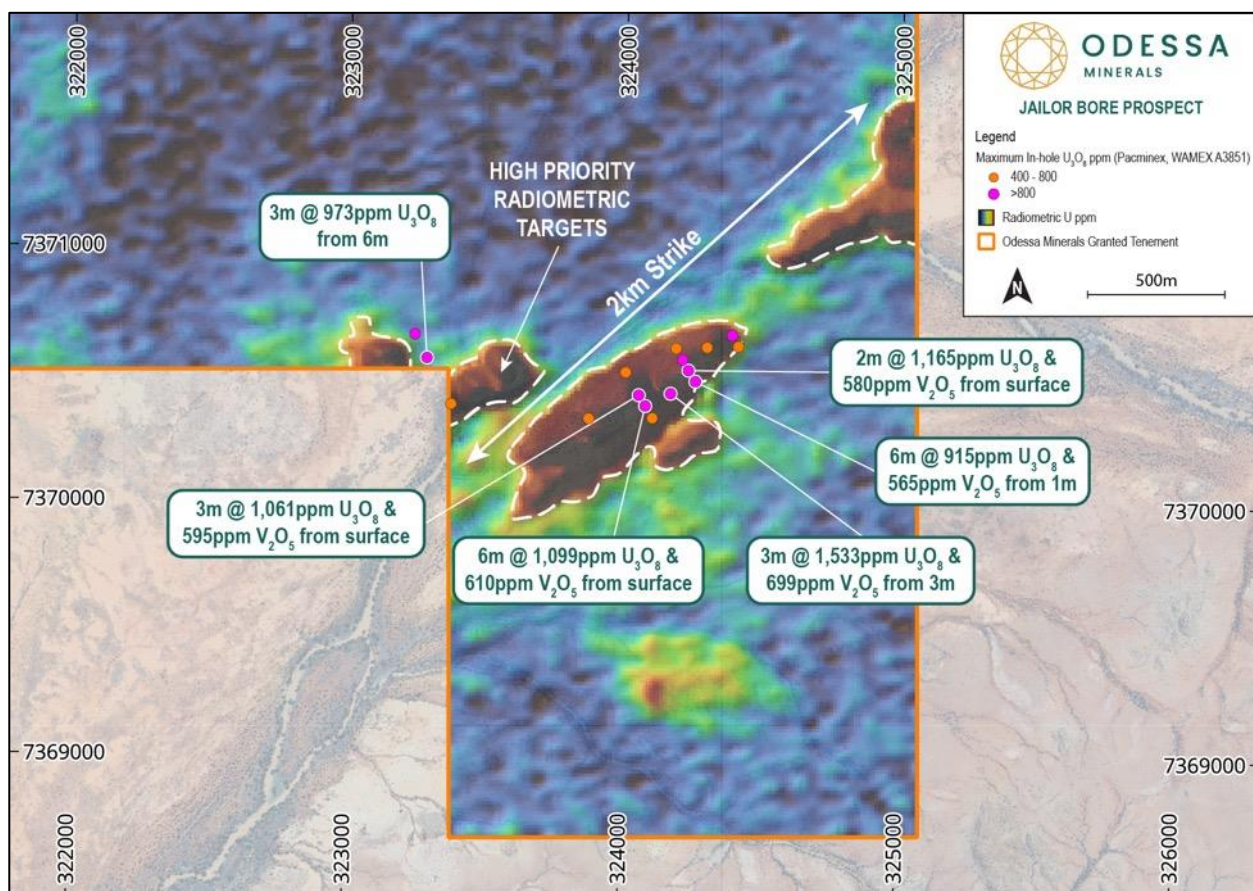 322000
323000
324000
325000
ODESSA
MINERALS
JAILOR BORE PROSPECT
Legend
Maximum In-hole U₃O₈ ppm (Pacminex, WAMEX A3851)
400 - 800
>800
Radiometric U ppm
Odessa Minerals Granted Tenement
N
500m
HIGH PRIORITY
RADIOMETRIC
TARGETS
3m @ 973ppm U₃O₈
from 6m
7371000
2km Strike
2m @ 1,165ppm U₃O₈ &
580ppm V₂O₅ from surface
6m @ 915ppm U₃O₈ &
565ppm V₂O₅ from 1m
7370000
7370000
3m @ 1,061ppm U₃O₈ &
595ppm V₂O₅ from surface
6m @ 1,099ppm U₃O₈ &
610ppm V₂O₅ from surface
3m @ 1,533ppm U₃O₈ &
699ppm V₂O₅ from 3m
7369000
7369000
322000
323000
324000
325000
326000